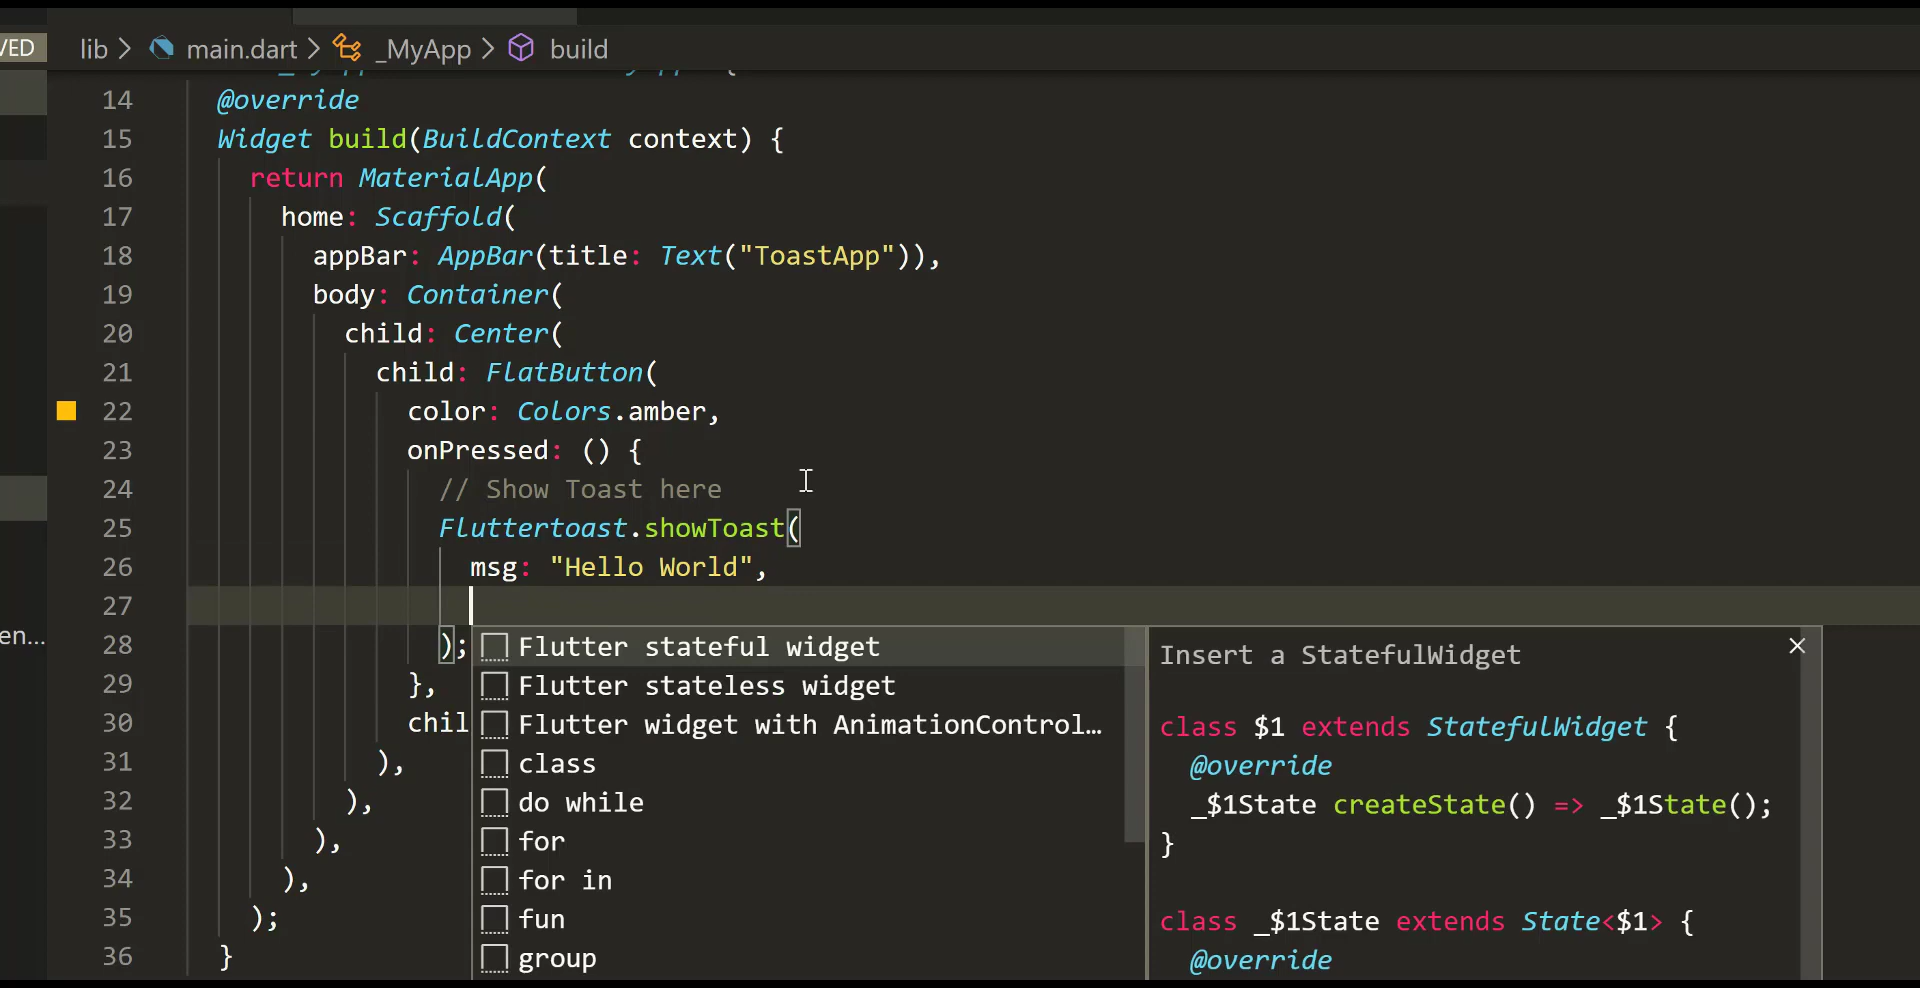 VED
lib > main.dart > _MyApp > build
14 @override
15 Widget build(BuildContext context) {
16 return MaterialApp(
17 home: Scaffold(
18 appBar: AppBar(title: Text("ToastApp")),
19 body: Container(
20 child: Center(
21 child: FlatButton(
22 color: Colors.amber,
23 onPressed: () {
24 // Show Toast here
25 Fluttertoast.showToast(
26 msg: "Hello World",
27
en...
28 );
29 },
30 chil
31 ),
32 ),
33 ),
34 ),
35 );
36 }
Flutter stateful widget
Flutter stateless widget
Flutter widget with AnimationControl...
class
do while
for
for in
fun
group
Insert a StatefulWidget
class $1 extends StatefulWidget {
@override
_$1State createState() => _$1State();
}
class _$1State extends State<$1> {
@override